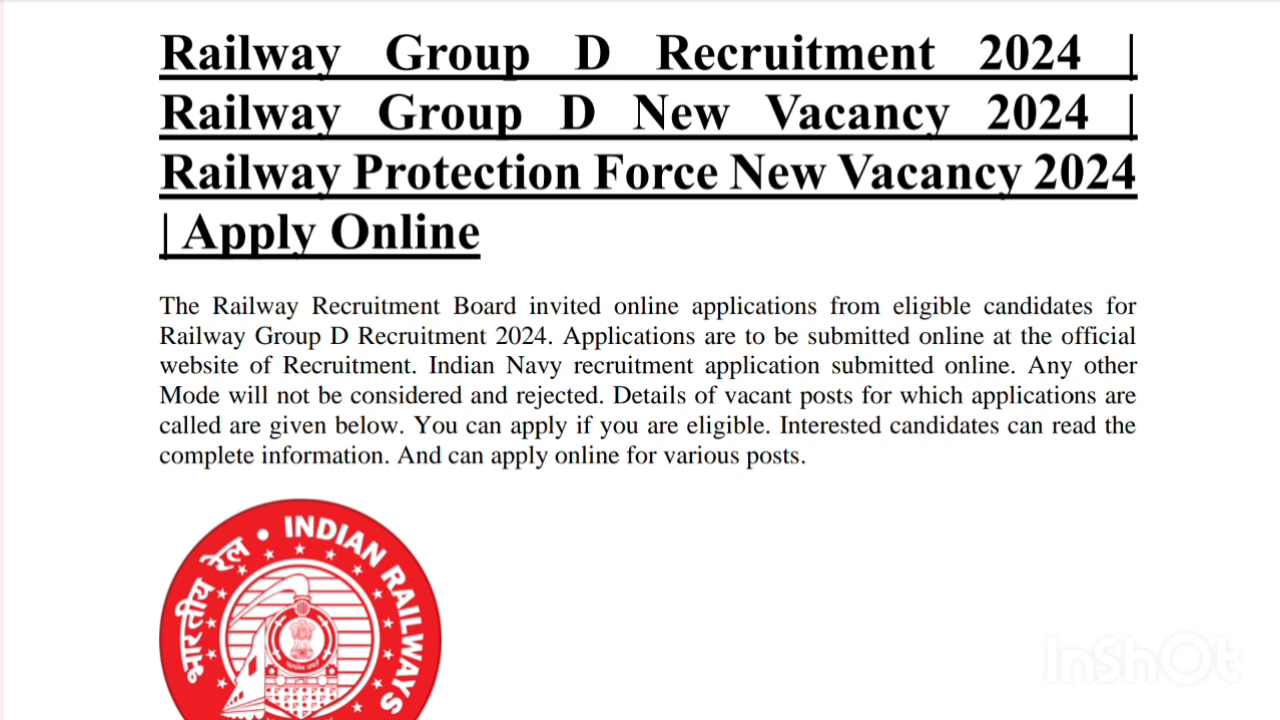 Railway Group D Recruitment 2024 |
Railway Group D New Vacancy 2024 |
Railway Protection Force New Vacancy 2024
| Apply Online
The Railway Recruitment Board invited online applications from eligible candidates for
Railway Group D Recruitment 2024. Applications are to be submitted online at the official
website of Recruitment. Indian Navy recruitment application submitted online. Any other
Mode will not be considered and rejected. Details of vacant posts for which applications are
called are given below. You can apply if you are eligible. Interested candidates can read the
complete information. And can apply online for various posts.
भारतीय रेल • INDIAN RAILWAYS
InShOt